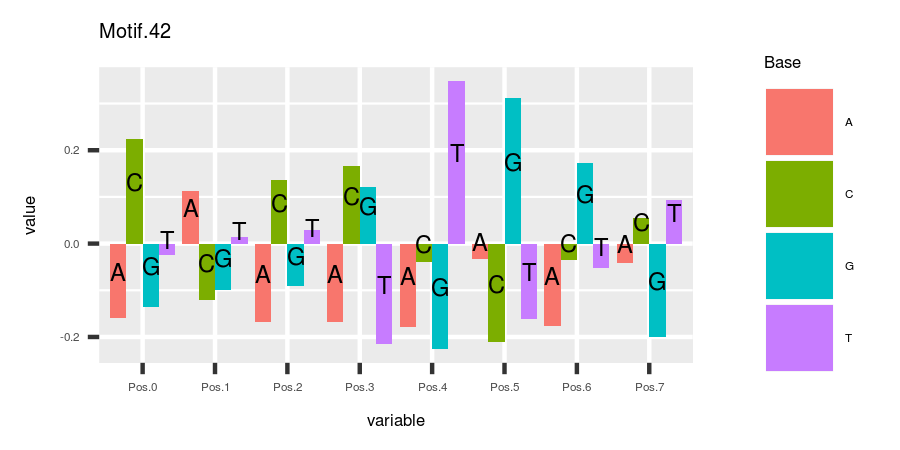 Motif.42
Base
A
C
G
T
value
0.2
0.0
-0.2
A C G T A C G T A C G T A C G T A C G T A C G T A C G T A C G T
Pos.0 Pos.1 Pos.2 Pos.3 Pos.4 Pos.5 Pos.6 Pos.7
variable